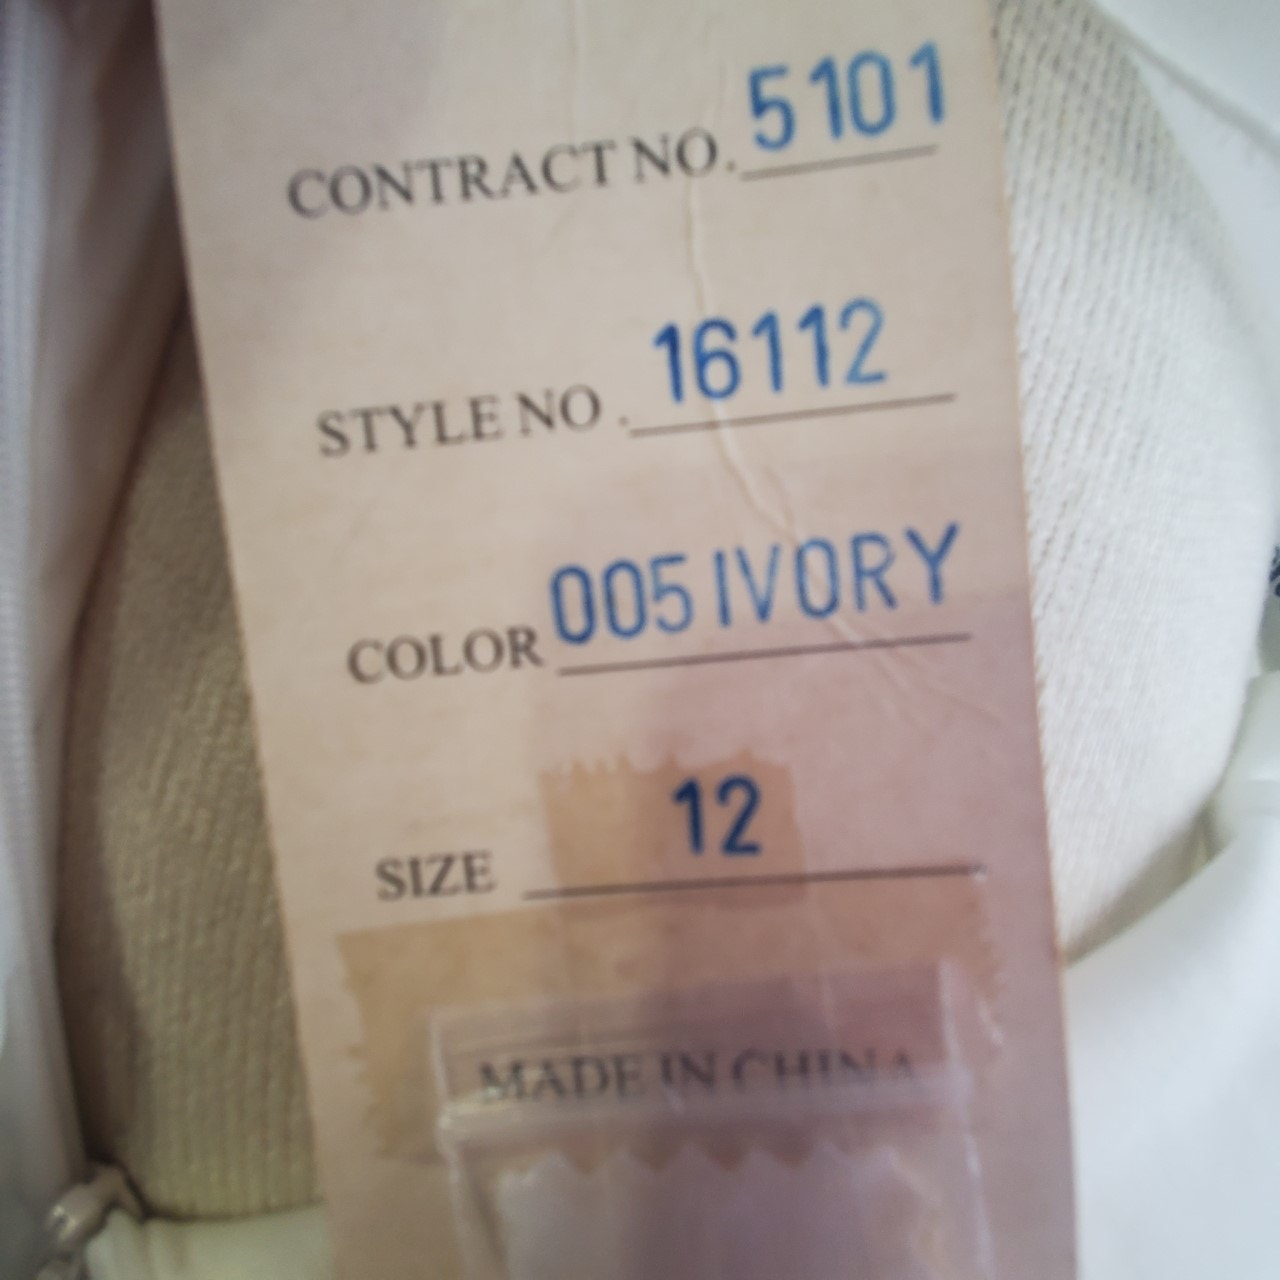 CONTRACT NO. 5101
STYLE NO. 16112
COLOR 005 IVORY
SIZE 12
MADE IN CHINA